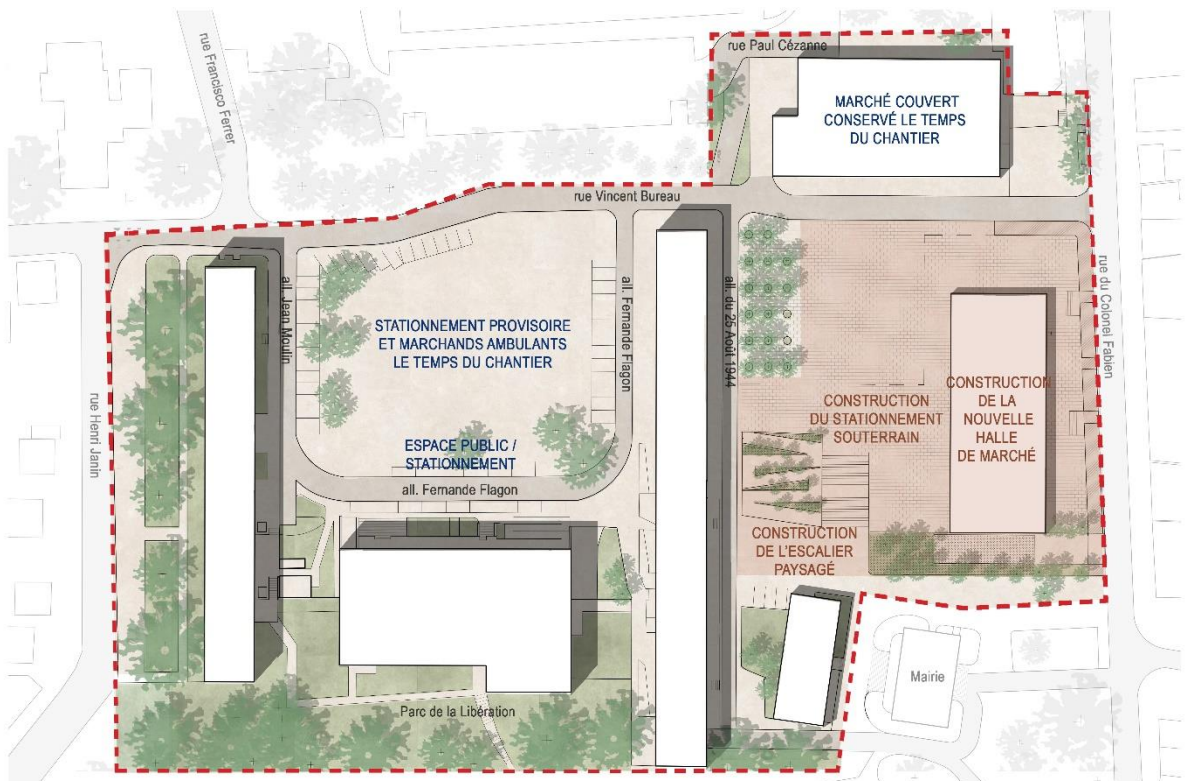 rue Paul Cézanne
rue Francisco Ferrer
MARCHÉ COUVERT
CONSERVÉ LE TEMPS
DU CHANTIER
rue Vincent Bureau
all. Jean Moulin
STATIONNEMENT PROVISOIRE
ET MARCHANDS AMBULANTS
LE TEMPS DU CHANTIER
all. Fernande Flagon
all. du 25 Août 1944
rue du Colonel Fabien
rue Henri Janin
CONSTRUCTION
DU STATIONNEMENT
SOUTERRAIN
CONSTRUCTION
DE LA
NOUVELLE
HALLE
DE MARCHÉ
ESPACE PUBLIC /
STATIONNEMENT
all. Fernande Flagon
CONSTRUCTION
DE L'ESCALIER
PAYSAGÉ
Mairie
Parc de la Libération